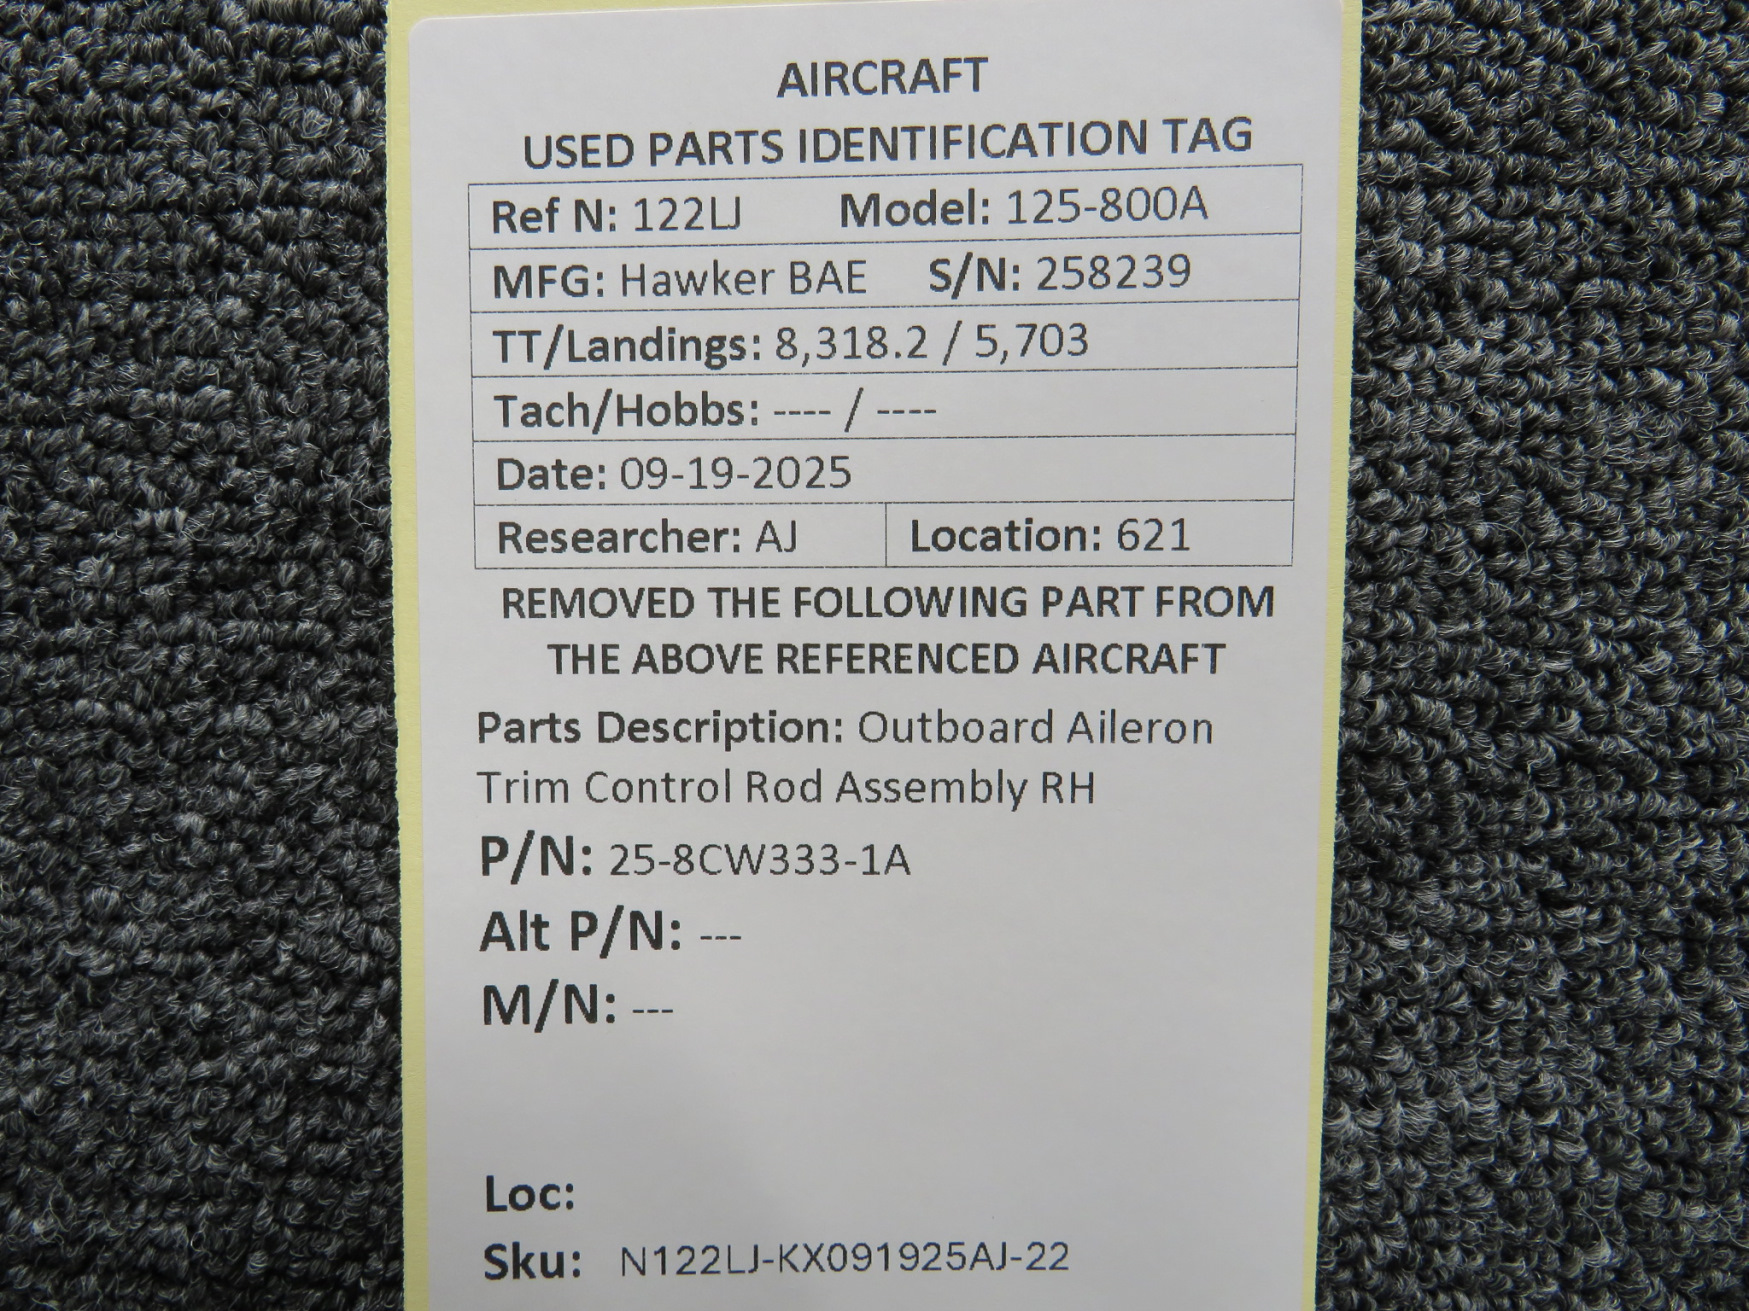 AIRCRAFT
USED PARTS IDENTIFICATION TAG
Ref N: 122LJ Model: 125-800A
MFG: Hawker BAE S/N: 258239
TT/Landings: 8,318.2 / 5,703
Tach/Hobbs: ---- / ----
Date: 09-19-2025
Researcher: AJ Location: 621
REMOVED THE FOLLOWING PART FROM
THE ABOVE REFERENCED AIRCRAFT
Parts Description: Outboard Aileron
Trim Control Rod Assembly RH
P/N: 25-8CW333-1A
Alt P/N: ---
M/N: ---
Loc:
Sku: N122LJ-KX091925AJ-22